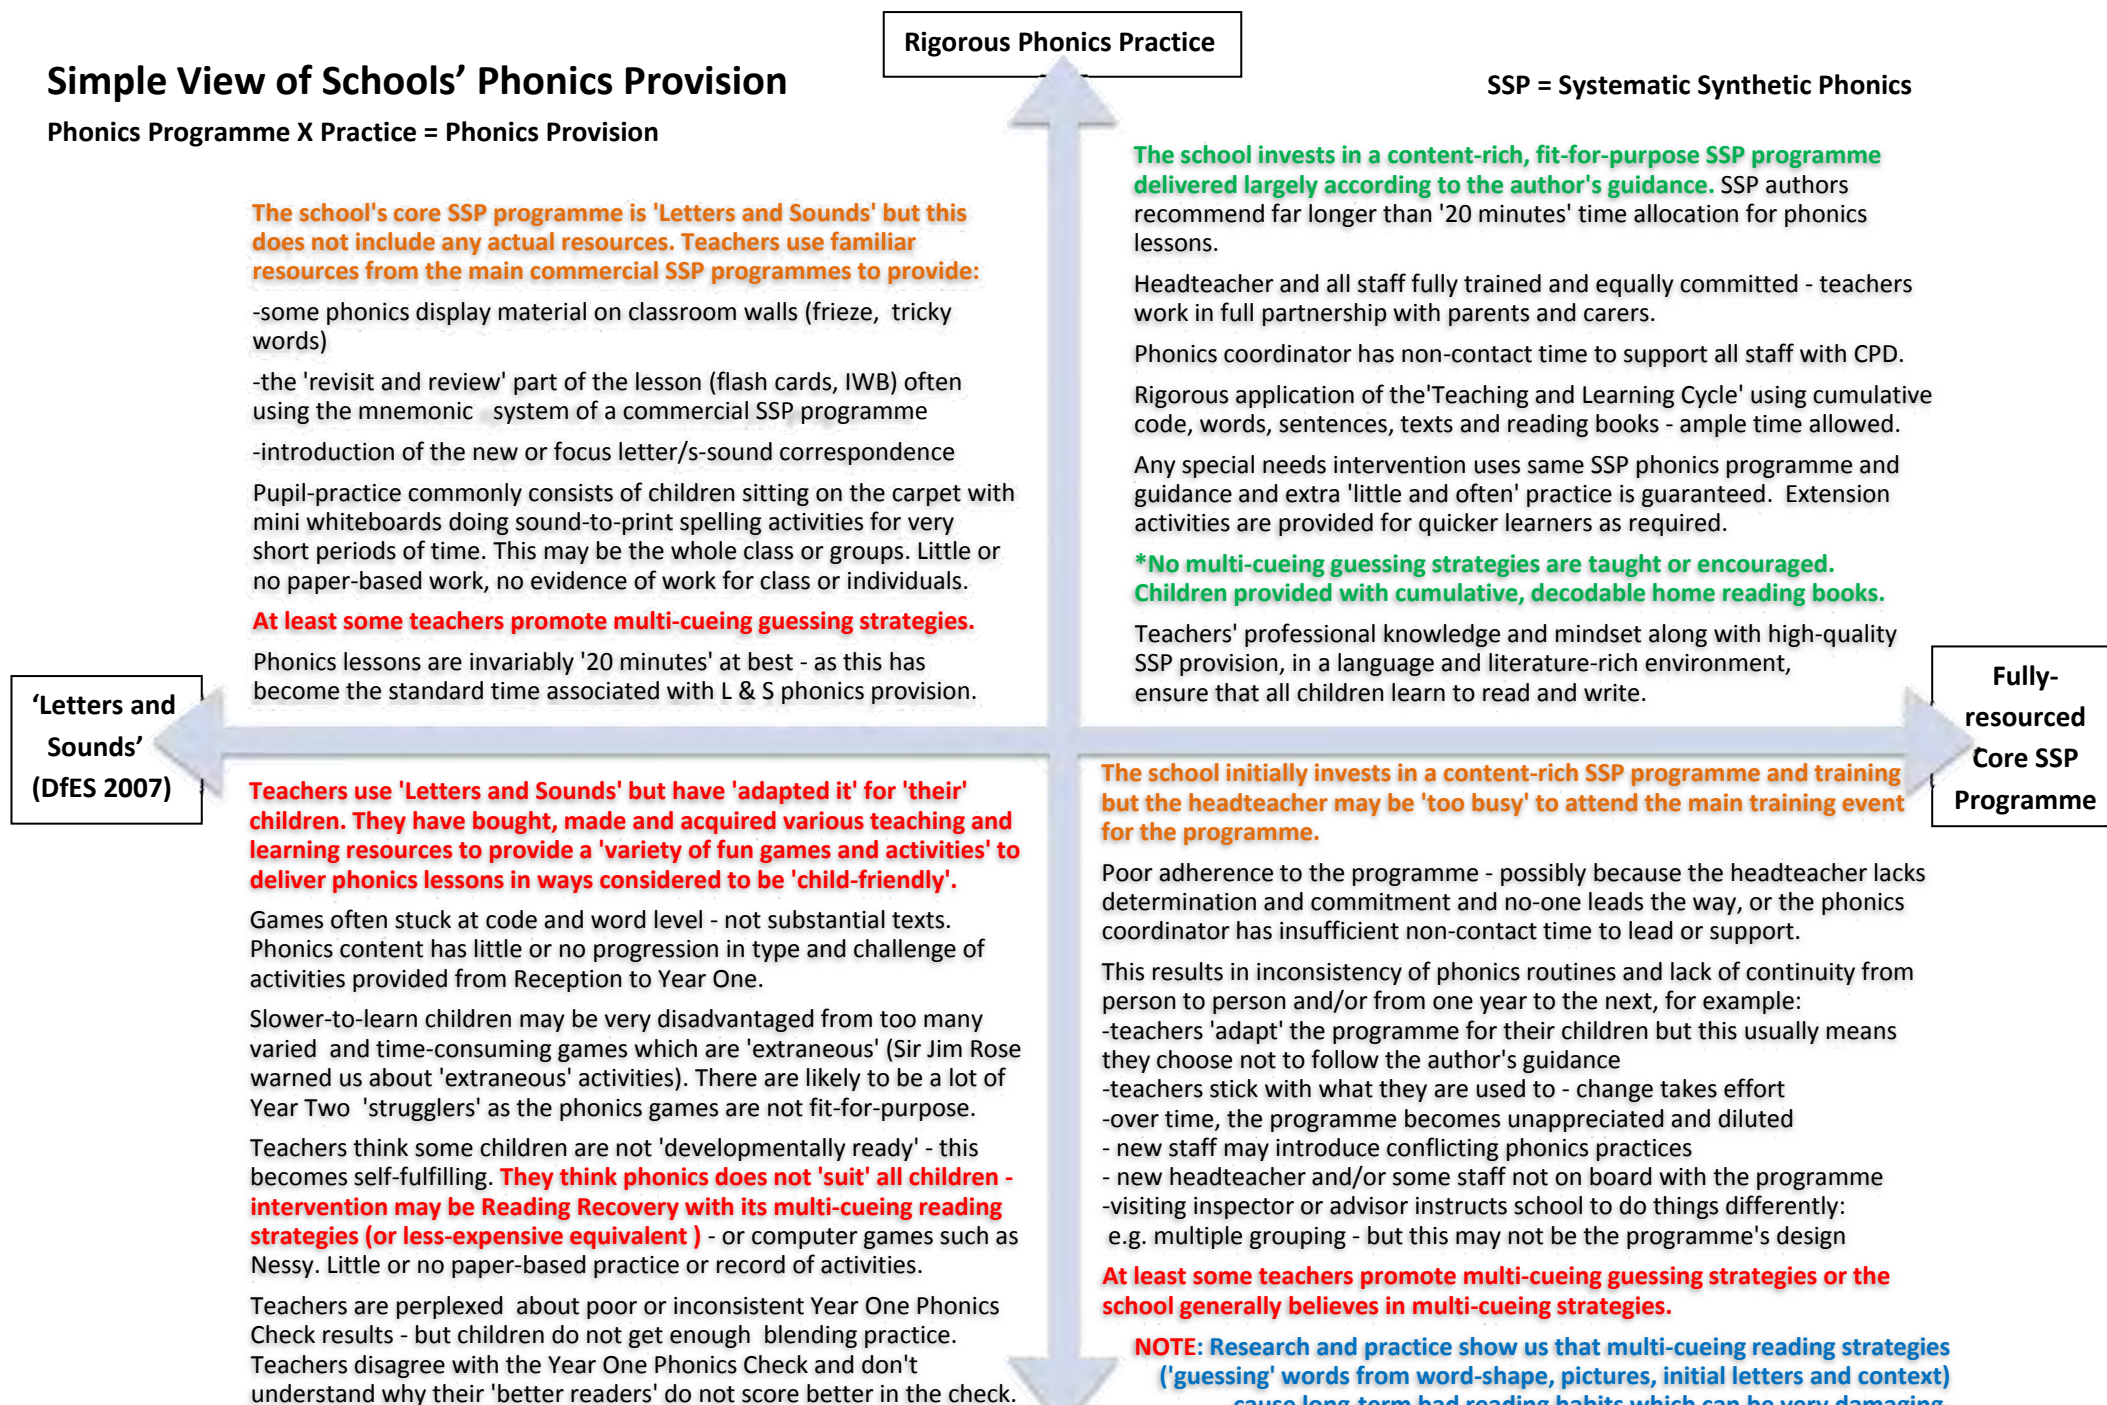 Rigorous Phonics Practice
Simple View of Schools’ Phonics Provision
SSP = Systematic Synthetic Phonics
Phonics Programme X Practice = Phonics Provision
The school's core SSP programme is 'Letters and Sounds' but this
does not include any actual resources. Teachers use familiar
resources from the main commercial SSP programmes to provide:
-some phonics display material on classroom walls (frieze, tricky
words)
-the 'revisit and review' part of the lesson (flash cards, IWB) often
using the mnemonic system of a commercial SSP programme
-introduction of the new or focus letter/s-sound correspondence
Pupil-practice commonly consists of children sitting on the carpet with
mini whiteboards doing sound-to-print spelling activities for very
short periods of time. This may be the whole class or groups. Little or
no paper-based work, no evidence of work for class or individuals.
At least some teachers promote multi-cueing guessing strategies.
Phonics lessons are invariably '20 minutes' at best - as this has
become the standard time associated with L & S phonics provision.
The school invests in a content-rich, fit-for-purpose SSP programme
delivered largely according to the author's guidance. SSP authors
recommend far longer than '20 minutes' time allocation for phonics
lessons.
Headteacher and all staff fully trained and equally committed - teachers
work in full partnership with parents and carers.
Phonics coordinator has non-contact time to support all staff with CPD.
Rigorous application of the'Teaching and Learning Cycle' using cumulative
code, words, sentences, texts and reading books - ample time allowed.
Any special needs intervention uses same SSP phonics programme and
guidance and extra 'little and often' practice is guaranteed. Extension
activities are provided for quicker learners as required.
*No multi-cueing guessing strategies are taught or encouraged.
Children provided with cumulative, decodable home reading books.
Teachers' professional knowledge and mindset along with high-quality
SSP provision, in a language and literature-rich environment,
ensure that all children learn to read and write.
‘Letters and
Sounds’
(DfES 2007)
Fully-
resourced
Core SSP
Programme
Teachers use 'Letters and Sounds' but have 'adapted it' for 'their'
children. They have bought, made and acquired various teaching and
learning resources to provide a 'variety of fun games and activities' to
deliver phonics lessons in ways considered to be 'child-friendly'.
Games often stuck at code and word level - not substantial texts.
Phonics content has little or no progression in type and challenge of
activities provided from Reception to Year One.
Slower-to-learn children may be very disadvantaged from too many
varied and time-consuming games which are 'extraneous' (Sir Jim Rose
warned us about 'extraneous' activities). There are likely to be a lot of
Year Two 'strugglers' as the phonics games are not fit-for-purpose.
Teachers think some children are not 'developmentally ready' - this
becomes self-fulfilling. They think phonics does not 'suit' all children -
intervention may be Reading Recovery with its multi-cueing reading
strategies (or less-expensive equivalent ) - or computer games such as
Nessy. Little or no paper-based practice or record of activities.
Teachers are perplexed about poor or inconsistent Year One Phonics
Check results - but children do not get enough blending practice.
Teachers disagree with the Year One Phonics Check and don't
understand why their 'better readers' do not score better in the check.
The school initially invests in a content-rich SSP programme and training
but the headteacher may be 'too busy' to attend the main training event
for the programme.
Poor adherence to the programme - possibly because the headteacher lacks
determination and commitment and no-one leads the way, or the phonics
coordinator has insufficient non-contact time to lead or support.
This results in inconsistency of phonics routines and lack of continuity from
person to person and/or from one year to the next, for example:
-teachers 'adapt' the programme for their children but this usually means
they choose not to follow the author's guidance
-teachers stick with what they are used to - change takes effort
-over time, the programme becomes unappreciated and diluted
- new staff may introduce conflicting phonics practices
- new headteacher and/or some staff not on board with the programme
-visiting inspector or advisor instructs school to do things differently:
e.g. multiple grouping - but this may not be the programme's design
At least some teachers promote multi-cueing guessing strategies or the
school generally believes in multi-cueing strategies.
NOTE: Research and practice show us that multi-cueing reading strategies
('guessing' words from word-shape, pictures, initial letters and context)
cause long-term bad reading habits which can be very damaging.